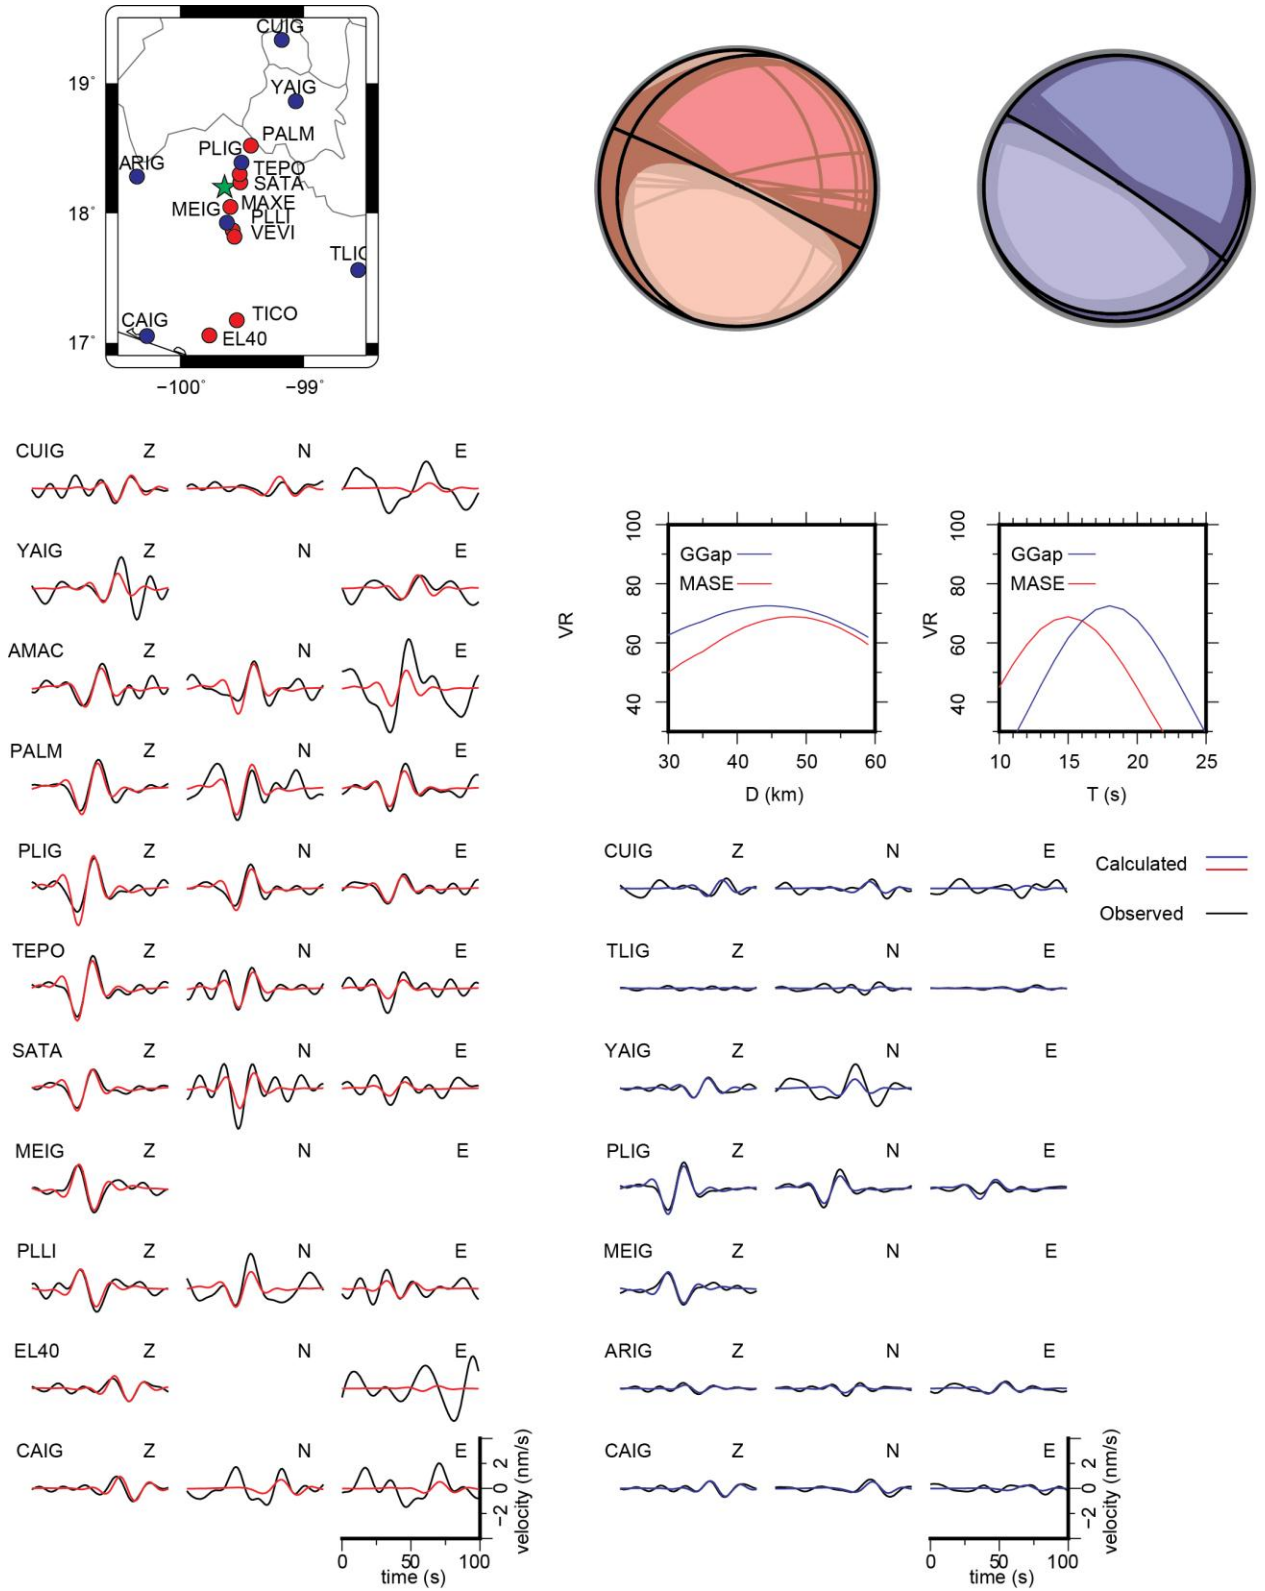 CUIG
19°
YAIG
PALM
PLIG
ARIG
TEPO
SATA
MEIG
MAXE
18°
PLLI
VEVI
TLIG
CAIG
TICO
17°
EL40
−100°
−99°
CUIG Z N E
YAIG Z N E
AMAC Z N E
PALM Z N E
PLIG Z N E
TEPO Z N E
SATA Z N E
MEIG Z N E
PLLI Z N E
EL40 Z N E
CAIG Z N E
2
0
−2
velocity (nm/s)
0 50 100
time (s)
100
80
60
40
VR
GGap
MASE
30 40 50 60
D (km)
100
80
60
40
VR
GGap
MASE
10 15 20 25
T (s)
CUIG Z N E
Calculated
Observed
TLIG Z N E
YAIG Z N E
PLIG Z N E
MEIG Z N E
ARIG Z N E
CAIG Z N E
2
0
−2
velocity (nm/s)
0 50 100
time (s)